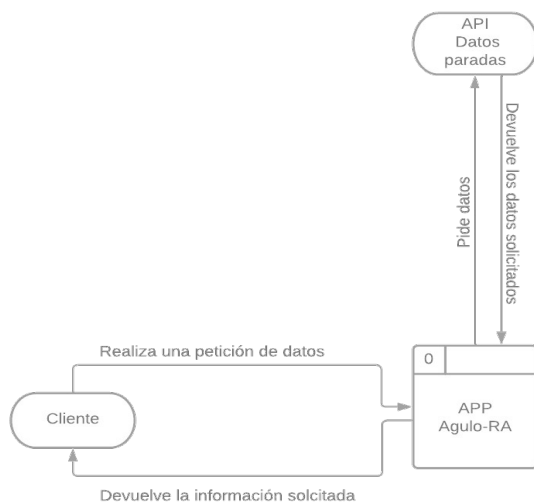 API
Datos
paradas
Pide datos
Devuelve los datos solicitados
Realiza una petición de datos
0
Cliente
APP
Agulo-RA
Devuelve la información solcitada